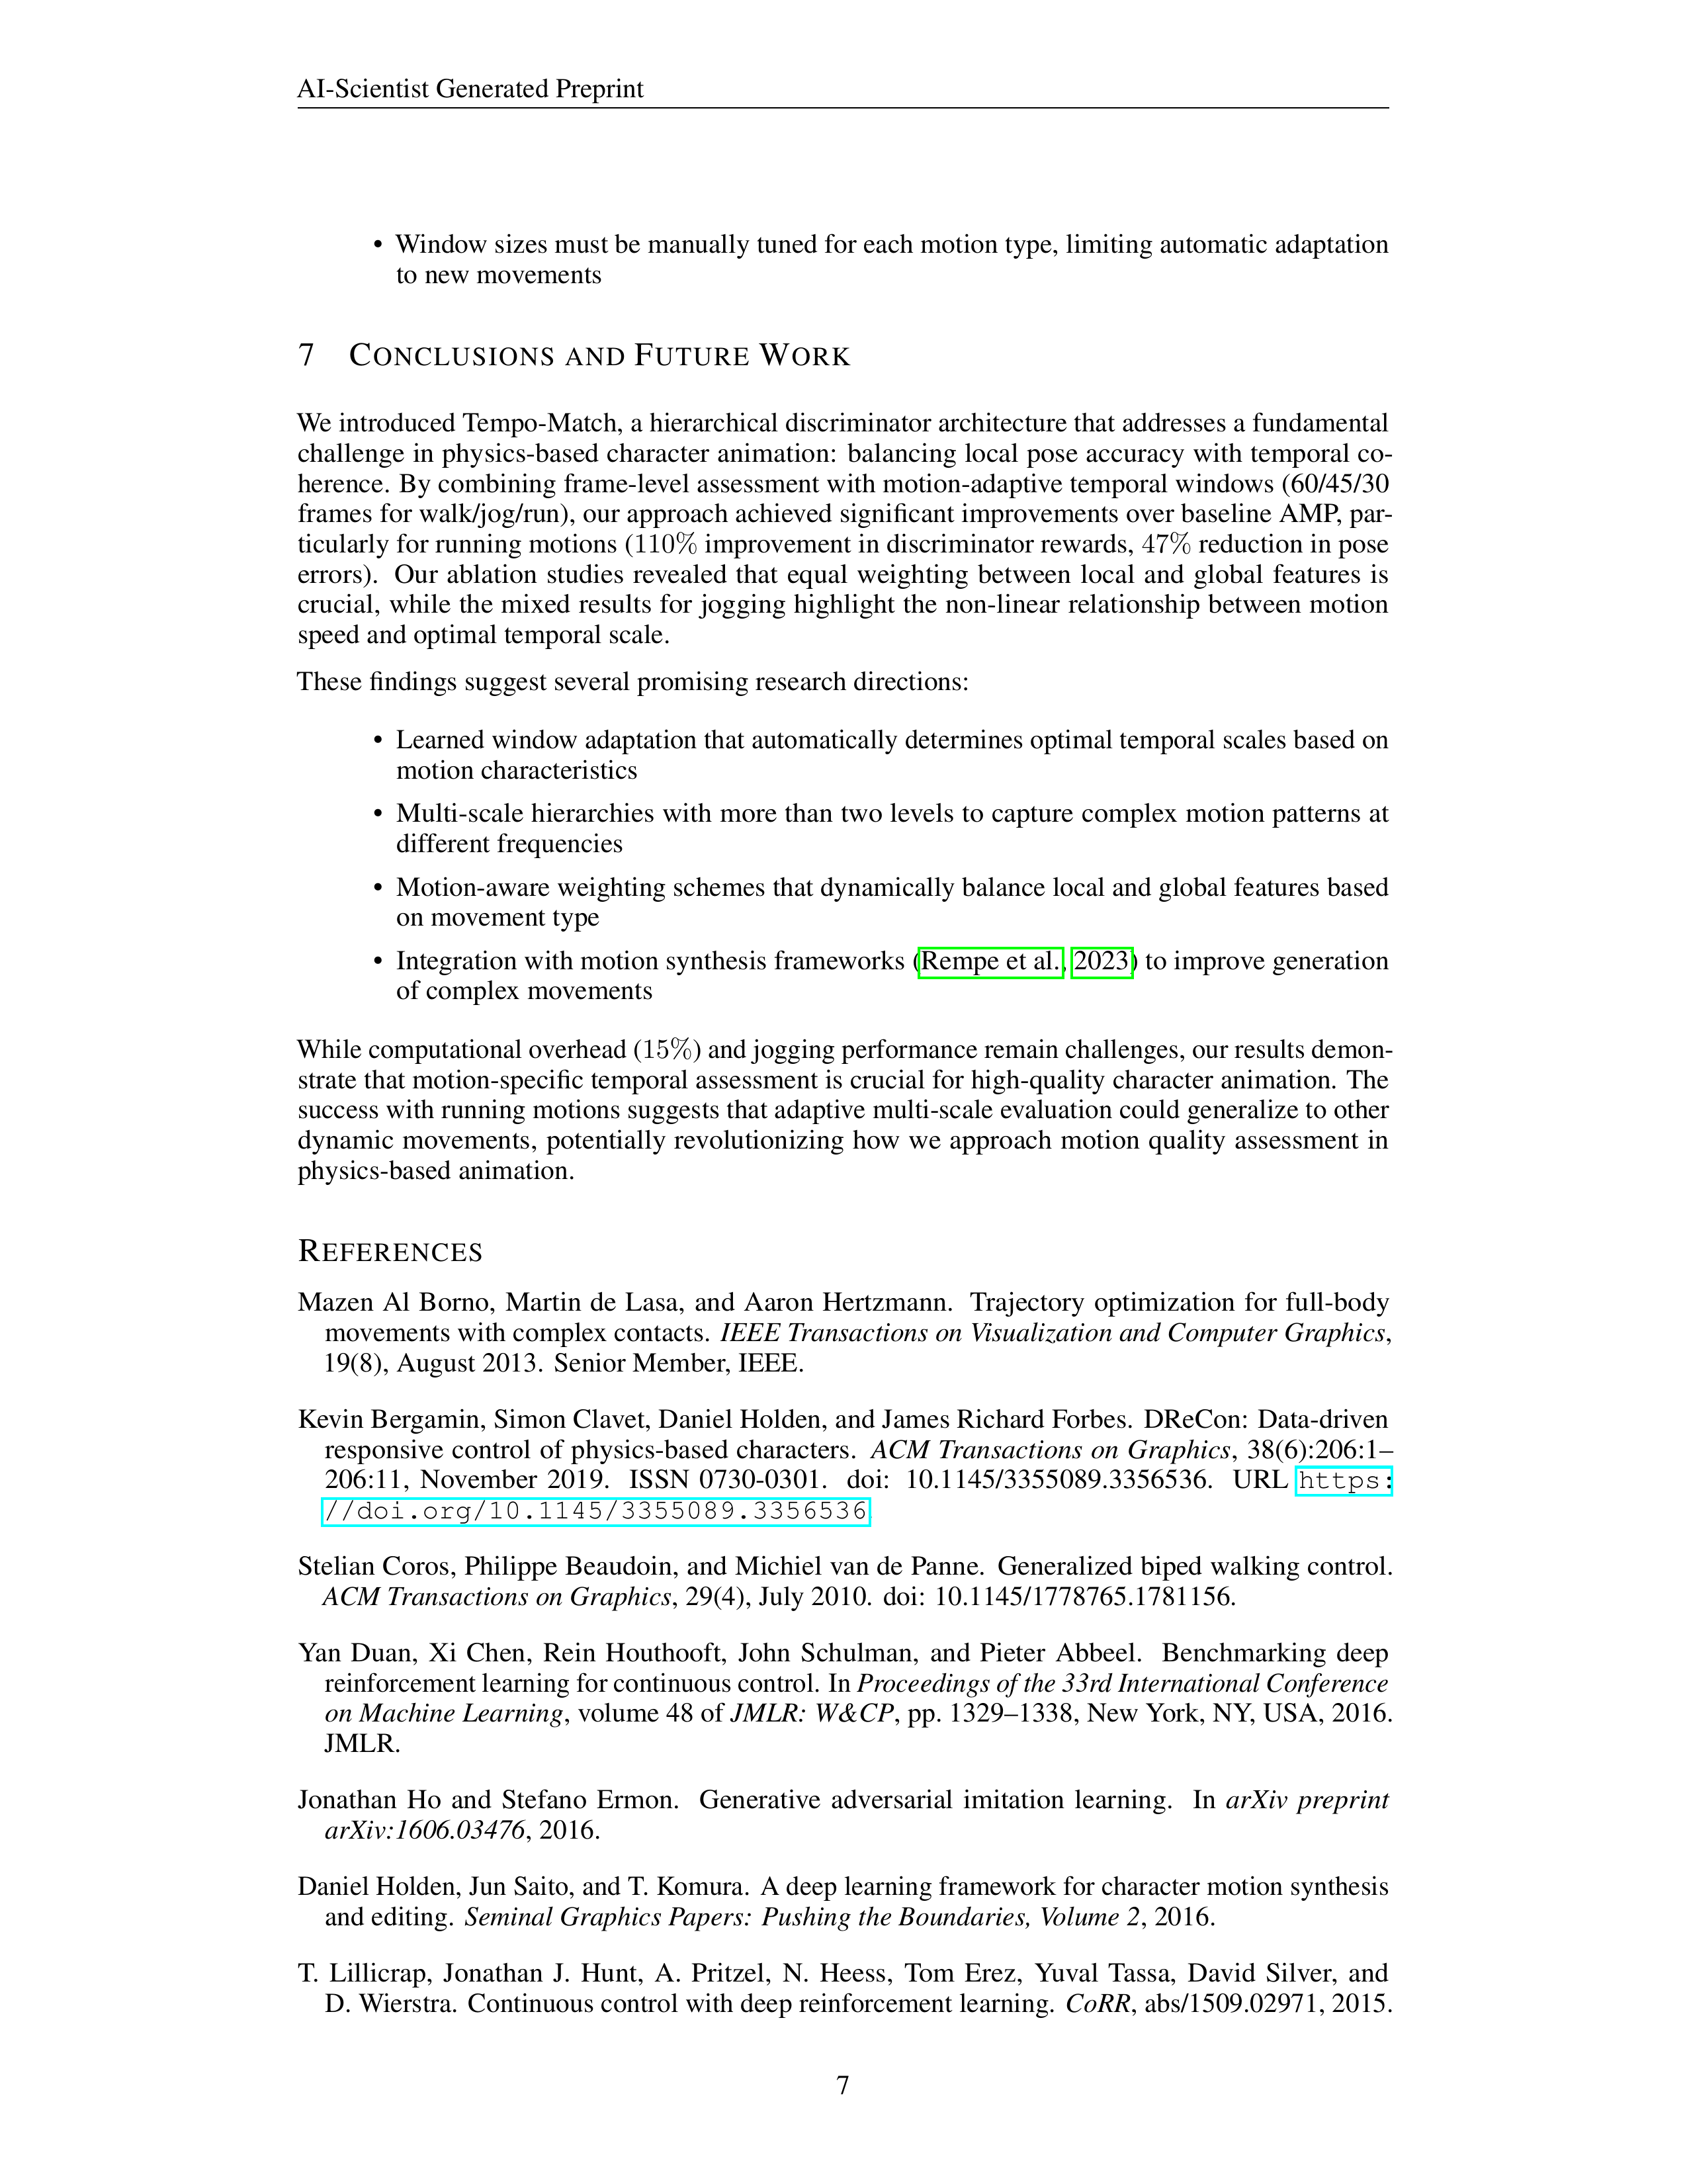 AI-Scientist Generated Preprint
• Window sizes must be manually tuned for each motion type, limiting automatic adaptation
to new movements
7 CONCLUSIONS AND FUTURE WORK
We introduced Tempo-Match, a hierarchical discriminator architecture that addresses a fundamental
challenge in physics-based character animation: balancing local pose accuracy with temporal co-
herence. By combining frame-level assessment with motion-adaptive temporal windows (60/45/30
frames for walk/jog/run), our approach achieved significant improvements over baseline AMP, par-
ticularly for running motions (110% improvement in discriminator rewards, 47% reduction in pose
errors). Our ablation studies revealed that equal weighting between local and global features is
crucial, while the mixed results for jogging highlight the non-linear relationship between motion
speed and optimal temporal scale.
These findings suggest several promising research directions:
• Learned window adaptation that automatically determines optimal temporal scales based on
motion characteristics
• Multi-scale hierarchies with more than two levels to capture complex motion patterns at
different frequencies
• Motion-aware weighting schemes that dynamically balance local and global features based
on movement type
• Integration with motion synthesis frameworks (Rempe et al., 2023) to improve generation
of complex movements
While computational overhead (15%) and jogging performance remain challenges, our results demon-
strate that motion-specific temporal assessment is crucial for high-quality character animation. The
success with running motions suggests that adaptive multi-scale evaluation could generalize to other
dynamic movements, potentially revolutionizing how we approach motion quality assessment in
physics-based animation.
REFERENCES
Mazen Al Borno, Martin de Lasa, and Aaron Hertzmann. Trajectory optimization for full-body
movements with complex contacts. IEEE Transactions on Visualization and Computer Graphics,
19(8), August 2013. Senior Member, IEEE.
Kevin Bergamin, Simon Clavet, Daniel Holden, and James Richard Forbes. DReCon: Data-driven
responsive control of physics-based characters. ACM Transactions on Graphics, 38(6):206:1–
206:11, November 2019. ISSN 0730-0301. doi: 10.1145/3355089.3356536. URL https:
//doi.org/10.1145/3355089.3356536
Stelian Coros, Philippe Beaudoin, and Michiel van de Panne. Generalized biped walking control.
ACM Transactions on Graphics, 29(4), July 2010. doi: 10.1145/1778765.1781156.
Yan Duan, Xi Chen, Rein Houthooft, John Schulman, and Pieter Abbeel. Benchmarking deep
reinforcement learning for continuous control. In Proceedings of the 33rd International Conference
on Machine Learning, volume 48 of JMLR: W&CP, pp. 1329–1338, New York, NY, USA, 2016.
JMLR.
Jonathan Ho and Stefano Ermon. Generative adversarial imitation learning. In arXiv preprint
arXiv:1606.03476, 2016.
Daniel Holden, Jun Saito, and T. Komura. A deep learning framework for character motion synthesis
and editing. Seminal Graphics Papers: Pushing the Boundaries, Volume 2, 2016.
T. Lillicrap, Jonathan J. Hunt, A. Pritzel, N. Heess, Tom Erez, Yuval Tassa, David Silver, and
D. Wierstra. Continuous control with deep reinforcement learning. CoRR, abs/1509.02971, 2015.
7